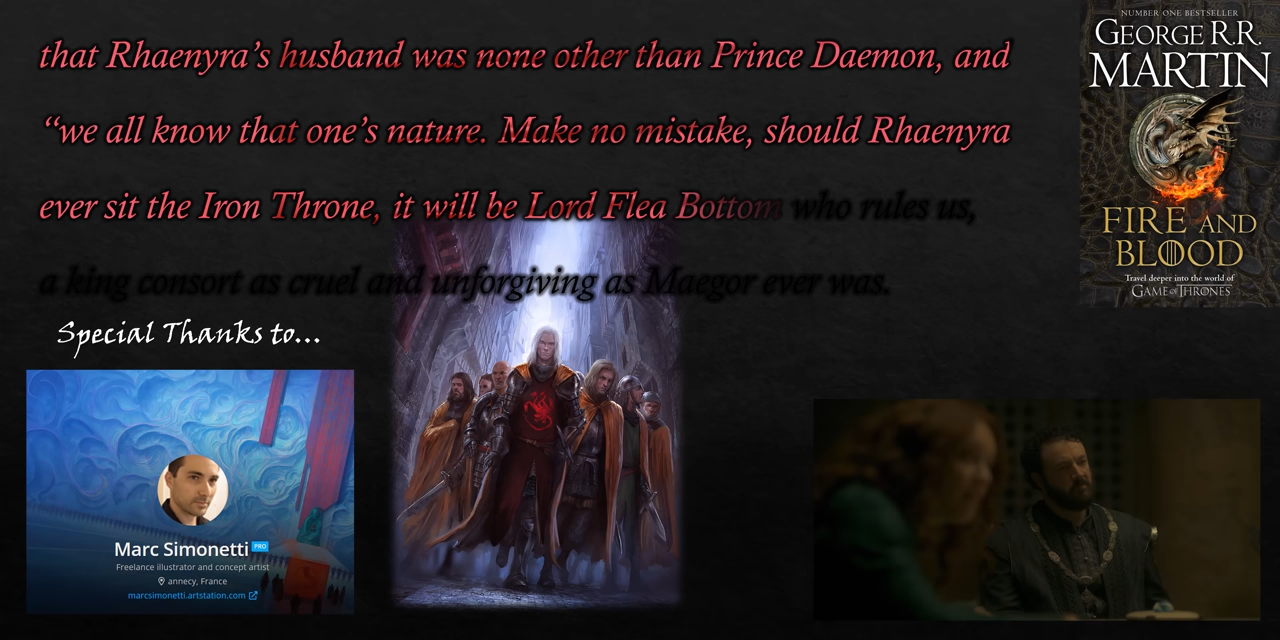 that Rhaenyra’s husband was none other than Prince Daemon, and
“we all know that one’s nature. Make no mistake, should Rhaenyra
ever sit the Iron Throne, it will be Lord Flea Bottom who rules us,
a king consort as cruel and unforgiving as Maegor ever was.
NUMBER ONE BESTSELLER
GEORGE R.R.
MARTIN
FIRE AND
BLOOD
Travel deeper into the world of
GAME OF THRONES
Special Thanks to...
Marc Simonetti PRO
Freelance illustrator and concept artist
annecy, France
marcsimonetti.artstation.com